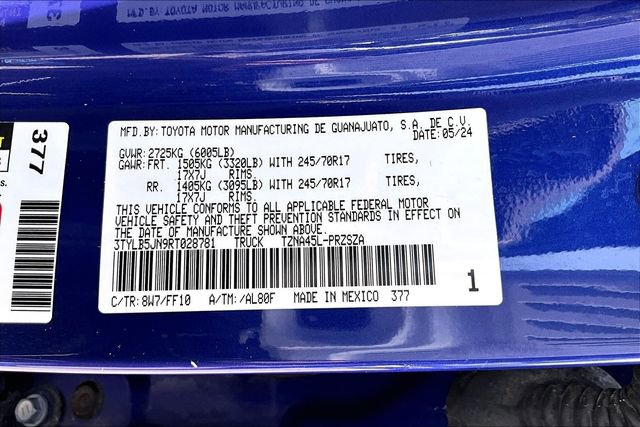 MFD.BY: TOYOTA MOTOR MANUFACTURING DE GUANAJUATO, S.A. DE C.V.
DATE: 05/24
GVWR: 2725KG (6005LB)
GAWR: FRT. 1505KG (3320LB) WITH 245/70R17 TIRES,
17X7J RIMS.
RR. 1405KG (3095LB) WITH 245/70R17 TIRES,
17X7J RIMS.
THIS VEHICLE CONFORMS TO ALL APPLICABLE FEDERAL MOTOR
VEHICLE SAFETY AND THEFT PREVENTION STANDARDS IN EFFECT ON
THE DATE OF MANUFACTURE SHOWN ABOVE.
3TYLB5JN9RT028781 TRUCK TZNA45L-PRZSZA
1
C/TR: 8W7/FF10 A/TM: /AL80F MADE IN MEXICO 377
377